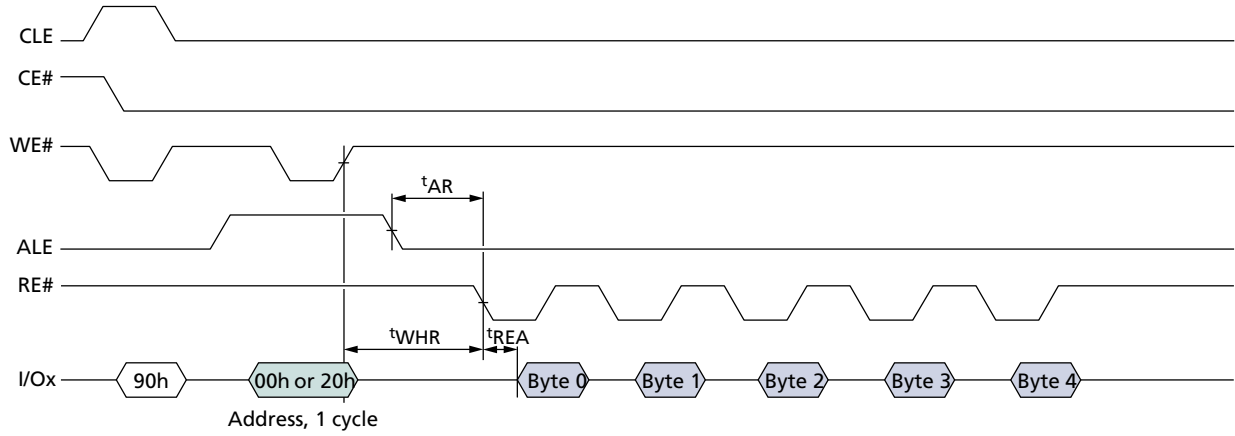 CLE
CE#
WE#
tAR
ALE
RE#
tWHR
tREA
I/Ox
90h
00h or 20h
Byte 0
Byte 1
Byte 2
Byte 3
Byte 4
Address, 1 cycle